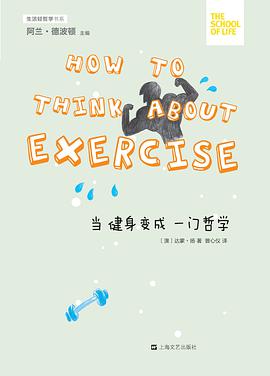 生活好哲学书系
阿兰·德波顿 主编
THE
SCHOOL
OF LIFE
HOW TO
THINK ABOUT
EXERCISE
当健身变成一门哲学
[澳] 达蒙·扬 著 曾心仪 译
上海文艺出版社